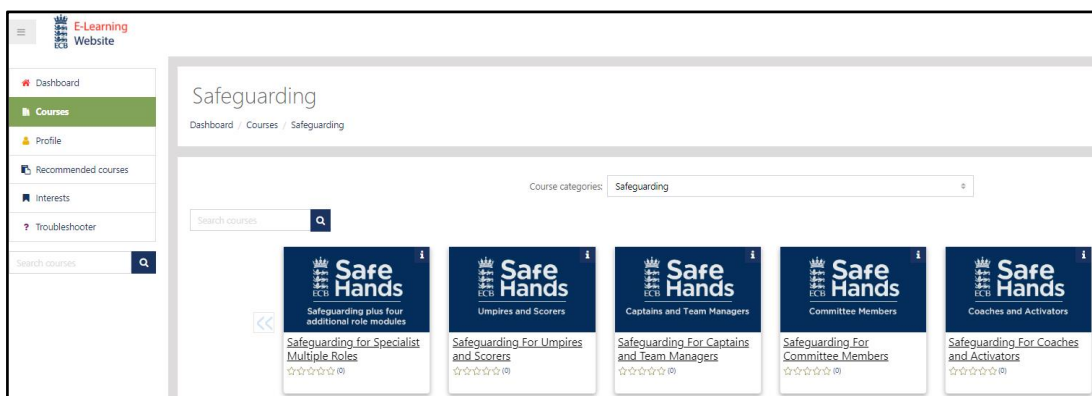 E-Learning
Website
ECB
Dashboard
Courses
Profile
Recommended courses
Interests
? Troubleshooter
Search courses
Safeguarding
Dashboard / Courses / Safeguarding
Course categories: Safeguarding
Search courses
i
ECB
Safe
Hands
Safeguarding plus four
additional role modules
Safeguarding for Specialist
Multiple Roles
(0)
i
ECB
Safe
Hands
Umpires and Scorers
Safeguarding For Umpires
and Scorers
(0)
i
ECB
Safe
Hands
Captains and Team Managers
Safeguarding For Captains
and Team Managers
(0)
i
ECB
Safe
Hands
Committee Members
Safeguarding For
Committee Members
(0)
i
ECB
Safe
Hands
Coaches and Activators
Safeguarding For Coaches
and Activators
(0)